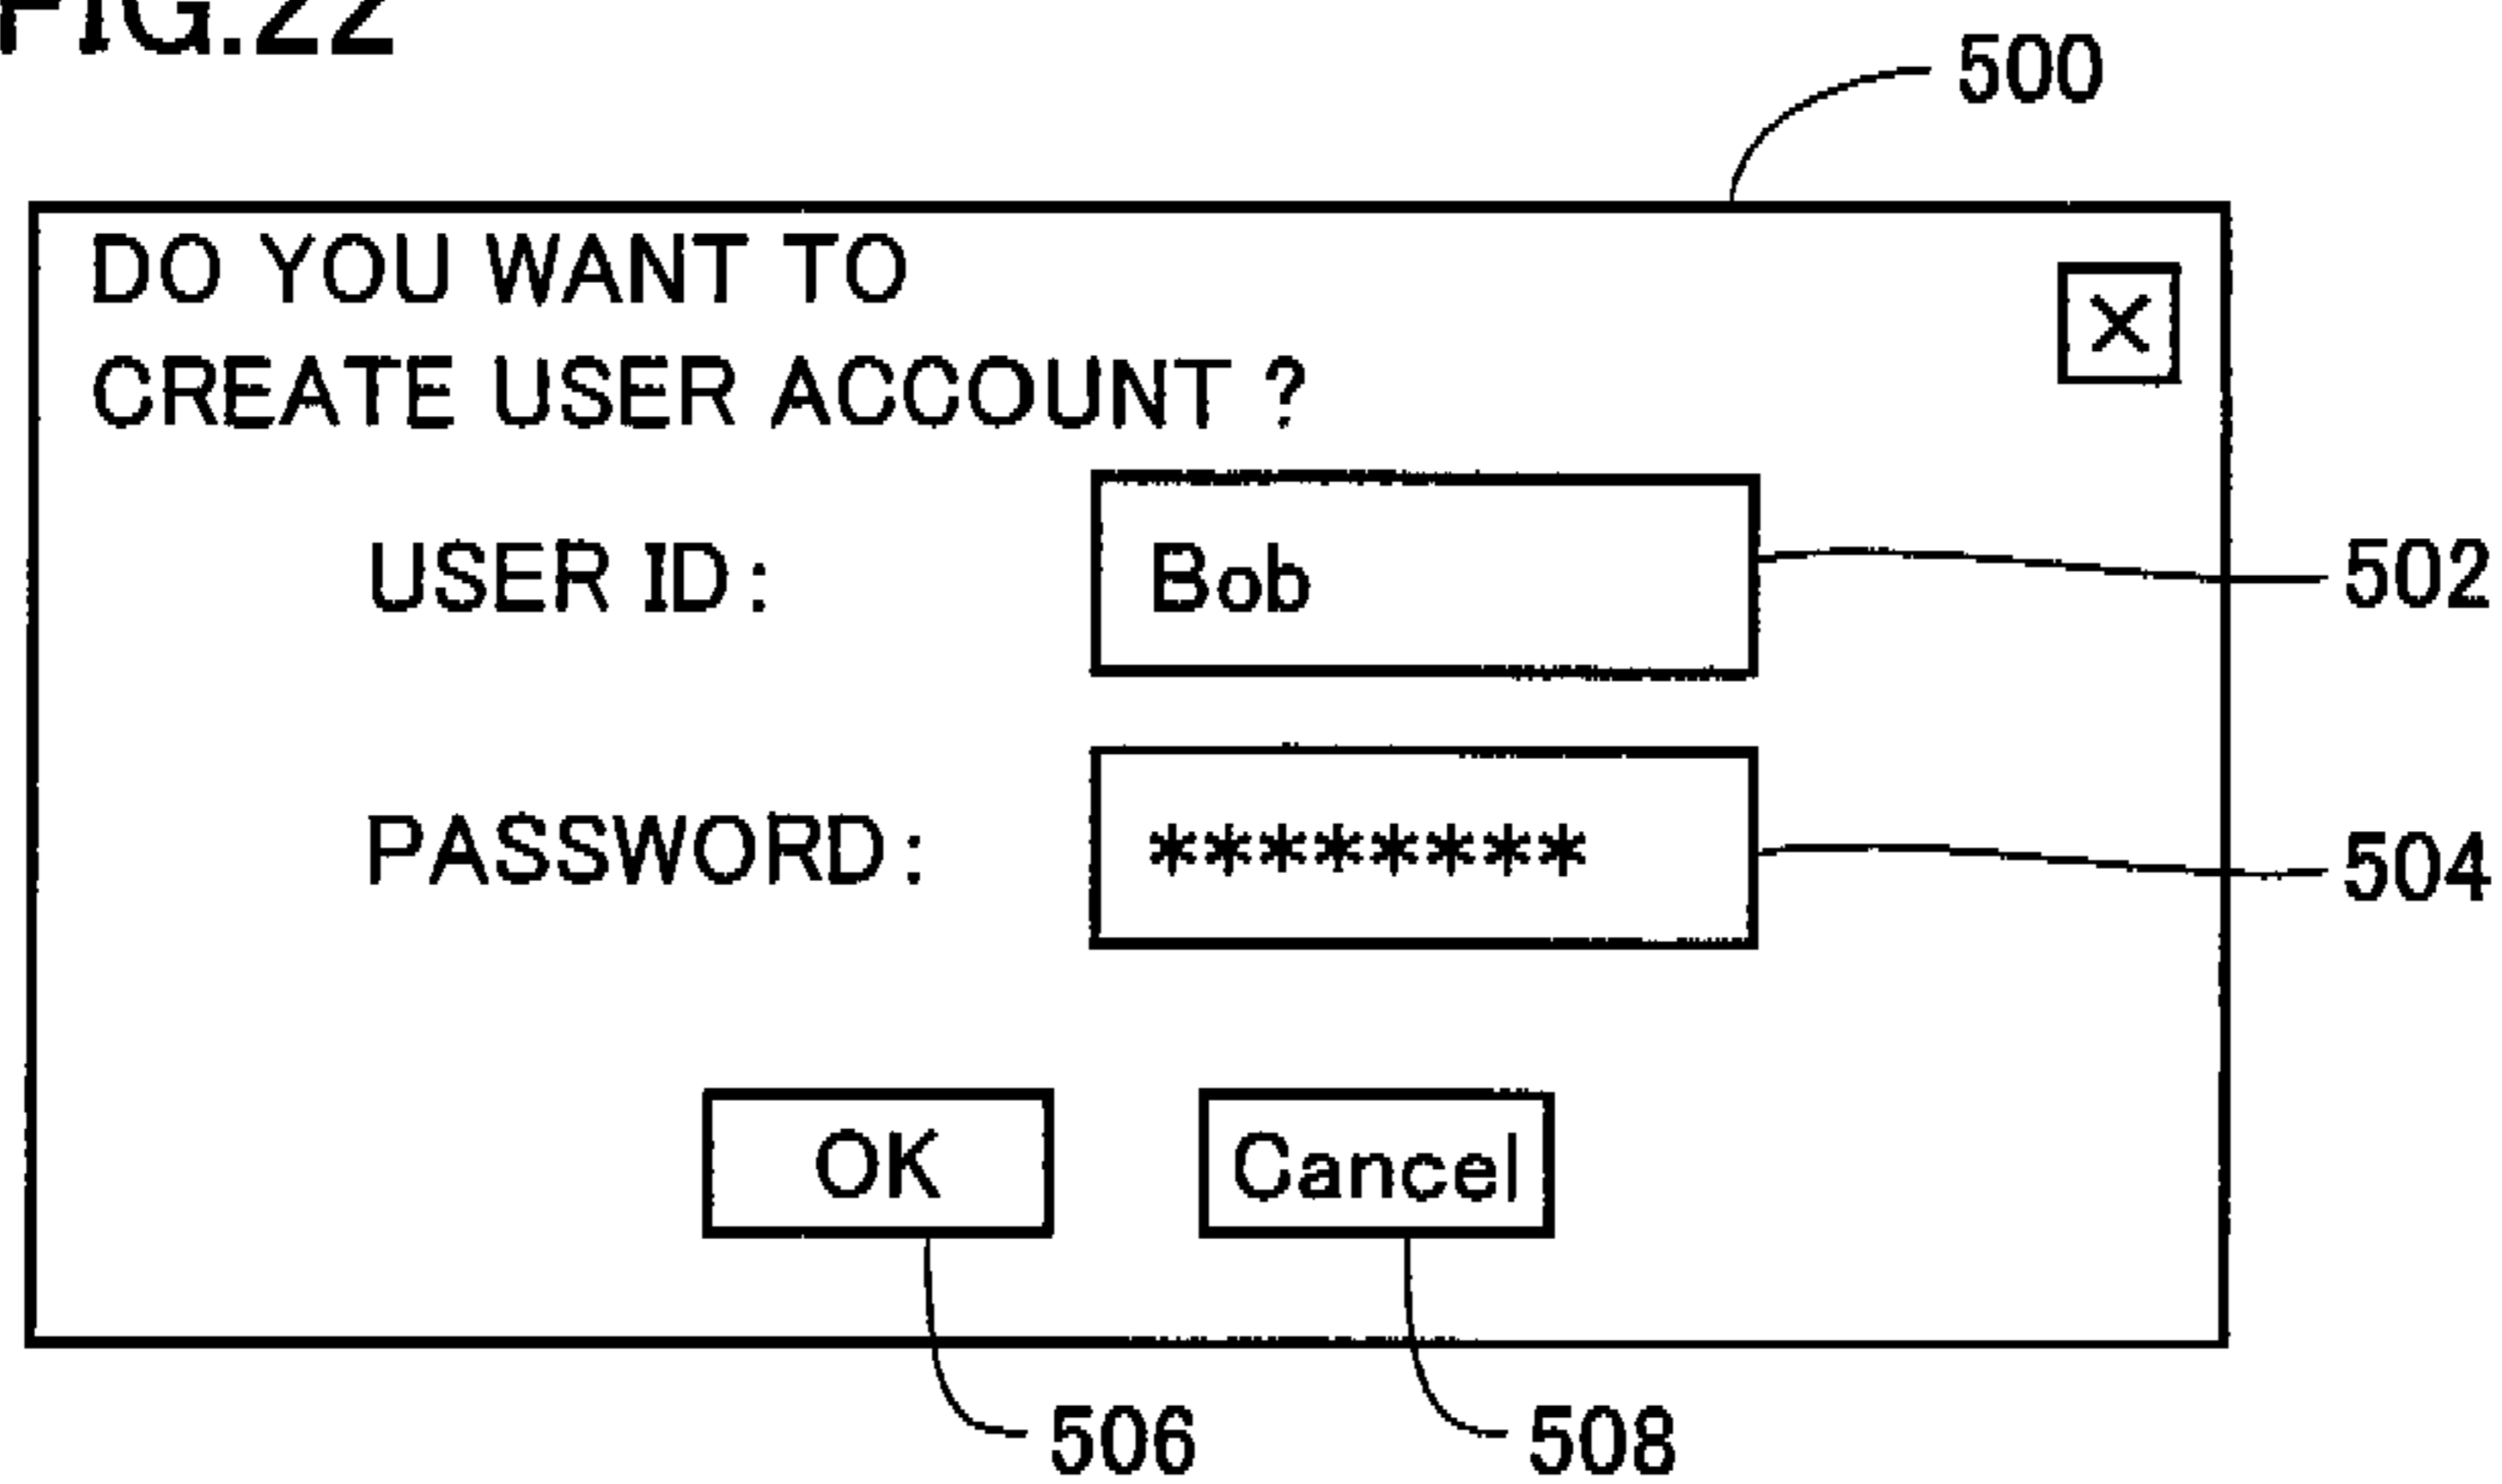 FIG.22
500
DO YOU WANT TO
CREATE USER ACCOUNT ?
×
USER ID: Bob 502
PASSWORD: ******** 504
OK Cancel
506 508